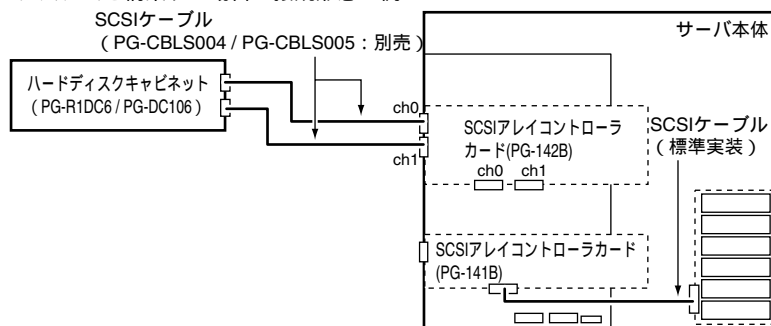 SCSIケーブル
（PG-CBLS004 / PG-CBLS005：別売）
サーバ本体
ハードディスクキャビネット
（PG-R1DC6 / PG-DC106）
ch0
ch1
SCSIアレイコントローラ
カード(PG-142B)
ch0 ch1
SCSIケーブル
（標準実装）
SCSIアレイコントローラカード
(PG-141B)